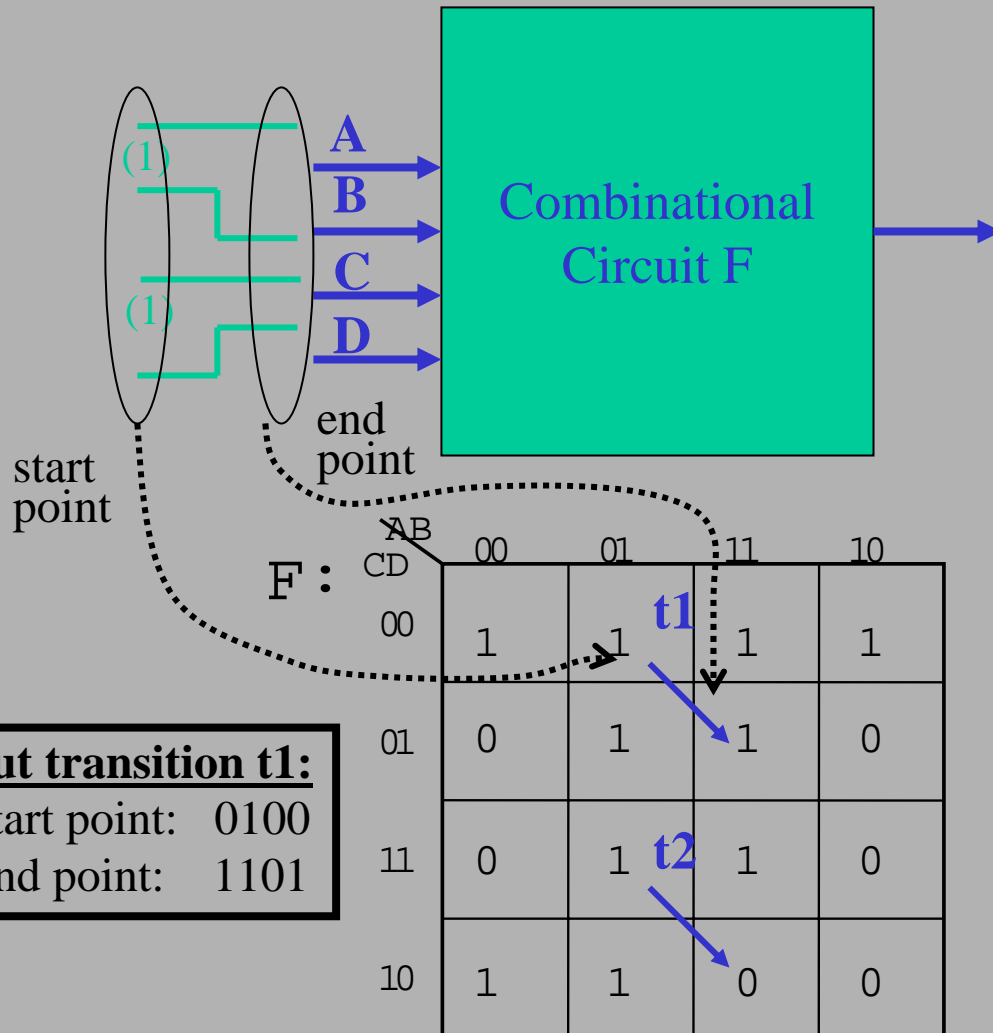 A
(1)
B
Combinational
Circuit F
C
(1)
D
end
point
start
point
AB
CD
F:
00 01 11 10
00 1 1 t1 1 1
01 0 1 1 0
ut transition t1:
tart point: 0100
nd point: 1101
11 0 1 t2 1 0
10 1 1 0 0